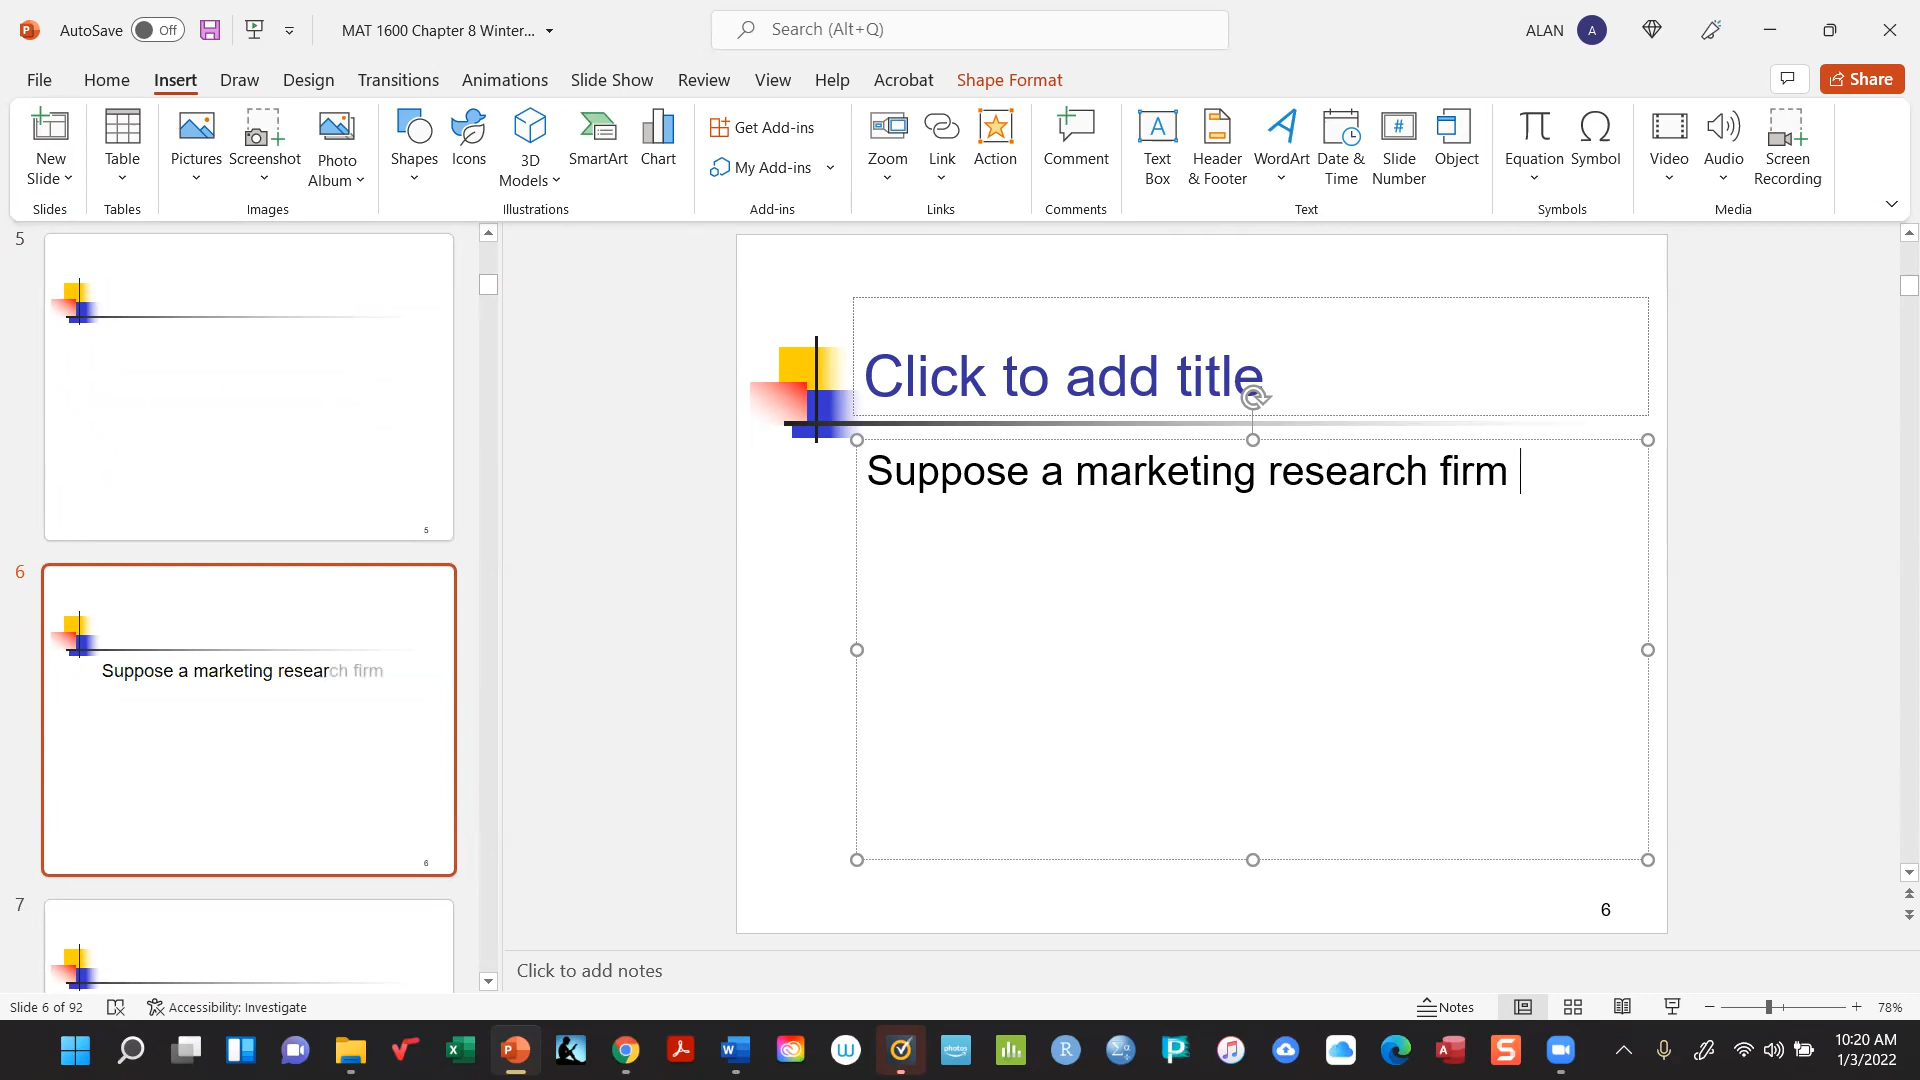 AutoSave Off MAT 1600 Chapter 8 Winter... Search (Alt+Q) ALAN A
File Home Insert Draw Design Transitions Animations Slide Show Review View Help Acrobat Shape Format Share
New Slide
Table
Pictures
Screenshot
Photo Album
Shapes
Icons
3D Models
SmartArt
Chart
Get Add-ins
My Add-ins
Zoom
Link
Action
Comment
Text Box
Header & Footer
WordArt
Date & Time
Slide Number
Object
Equation
Symbol
Video
Audio
Screen Recording
Slides Tables Images Illustrations Add-ins Links Comments Text Symbols Media
5
5
6
Suppose a marketing research firm
6
7
Click to add title
Suppose a marketing research firm
6
Click to add notes
Slide 6 of 92 Accessibility: Investigate Notes 78%
10:20 AM
1/3/2022